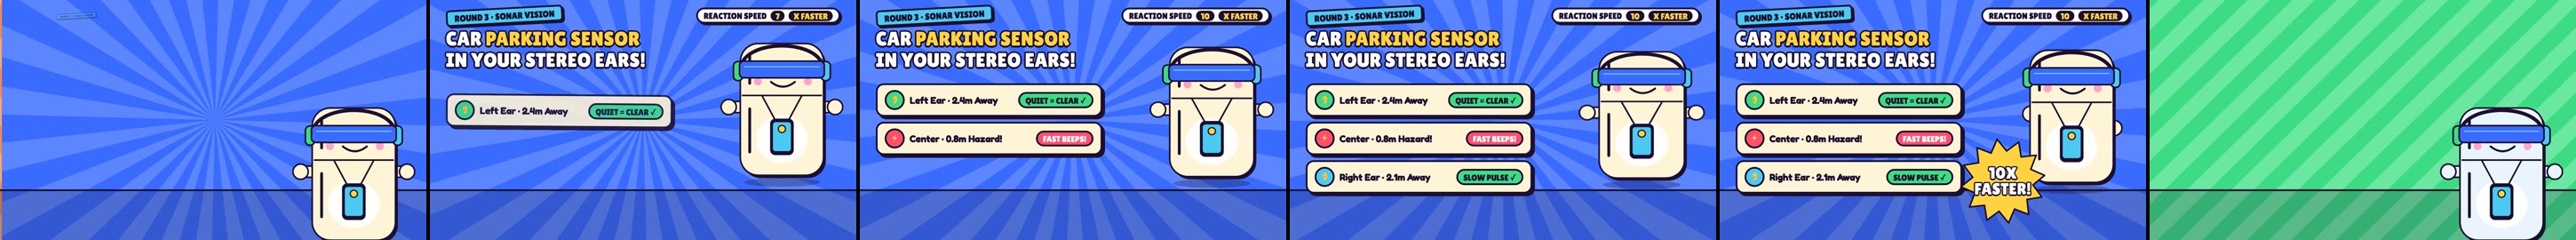 ROUND 3 · SONAR VISION
REACTION SPEED 7 X FASTER
CAR PARKING SENSOR
IN YOUR STEREO EARS!
Left Ear · 2.4m Away QUIET = CLEAR ✓
ROUND 3 · SONAR VISION
REACTION SPEED 10 X FASTER
CAR PARKING SENSOR
IN YOUR STEREO EARS!
Left Ear · 2.4m Away QUIET = CLEAR ✓
Center · 0.8m Hazard! FAST BEEPS!
ROUND 3 · SONAR VISION
REACTION SPEED 10 X FASTER
CAR PARKING SENSOR
IN YOUR STEREO EARS!
Left Ear · 2.4m Away QUIET = CLEAR ✓
Center · 0.8m Hazard! FAST BEEPS!
Right Ear · 2.1m Away SLOW PULSE ✓
ROUND 3 · SONAR VISION
REACTION SPEED 10 X FASTER
CAR PARKING SENSOR
IN YOUR STEREO EARS!
Left Ear · 2.4m Away QUIET = CLEAR ✓
Center · 0.8m Hazard! FAST BEEPS!
Right Ear · 2.1m Away SLOW PULSE ✓
10X
FASTER!